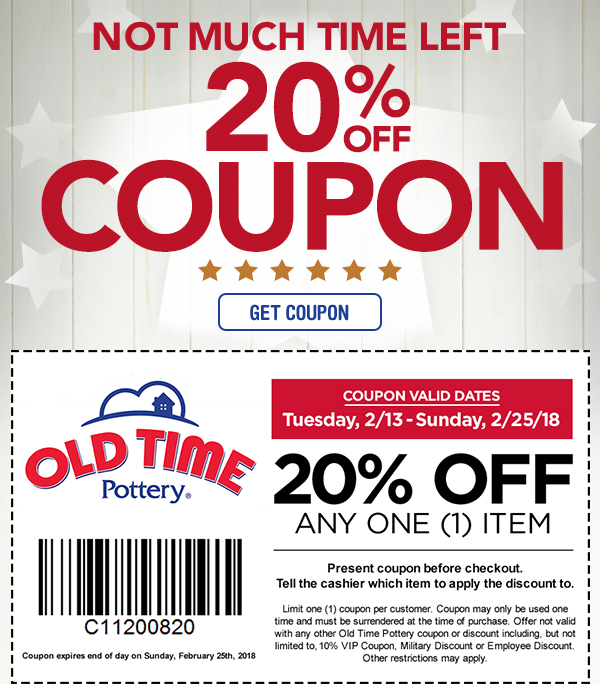 NOT MUCH TIME LEFT
20% OFF
COUPON
GET COUPON
OLD TIME
Pottery®
C11200820
Coupon expires end of day on Sunday, February 25th, 2018
COUPON VALID DATES
Tuesday, 2/13 - Sunday, 2/25/18
20% OFF
ANY ONE (1) ITEM
Present coupon before checkout.
Tell the cashier which item to apply the discount to.
Limit one (1) coupon per customer. Coupon may only be used one
time and must be surrendered at the time of purchase. Offer not valid
with any other Old Time Pottery coupon or discount including, but not
limited to, 10% VIP Coupon, Military Discount or Employee Discount.
Other restrictions may apply.